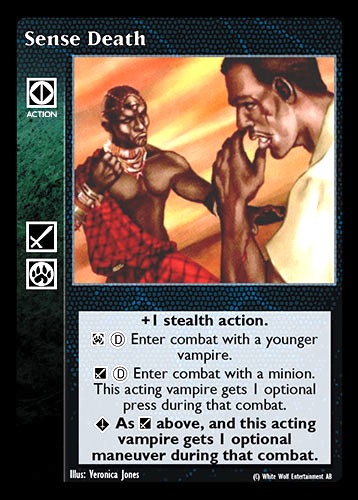 Sense Death
ACTION
+1 stealth action.
D Enter combat with a younger
vampire.
D Enter combat with a minion.
This acting vampire gets 1 optional
press during that combat.
As above, and this acting
vampire gets 1 optional
maneuver during that combat.
Illus: Veronica Jones (C) White Wolf Entertainment AB